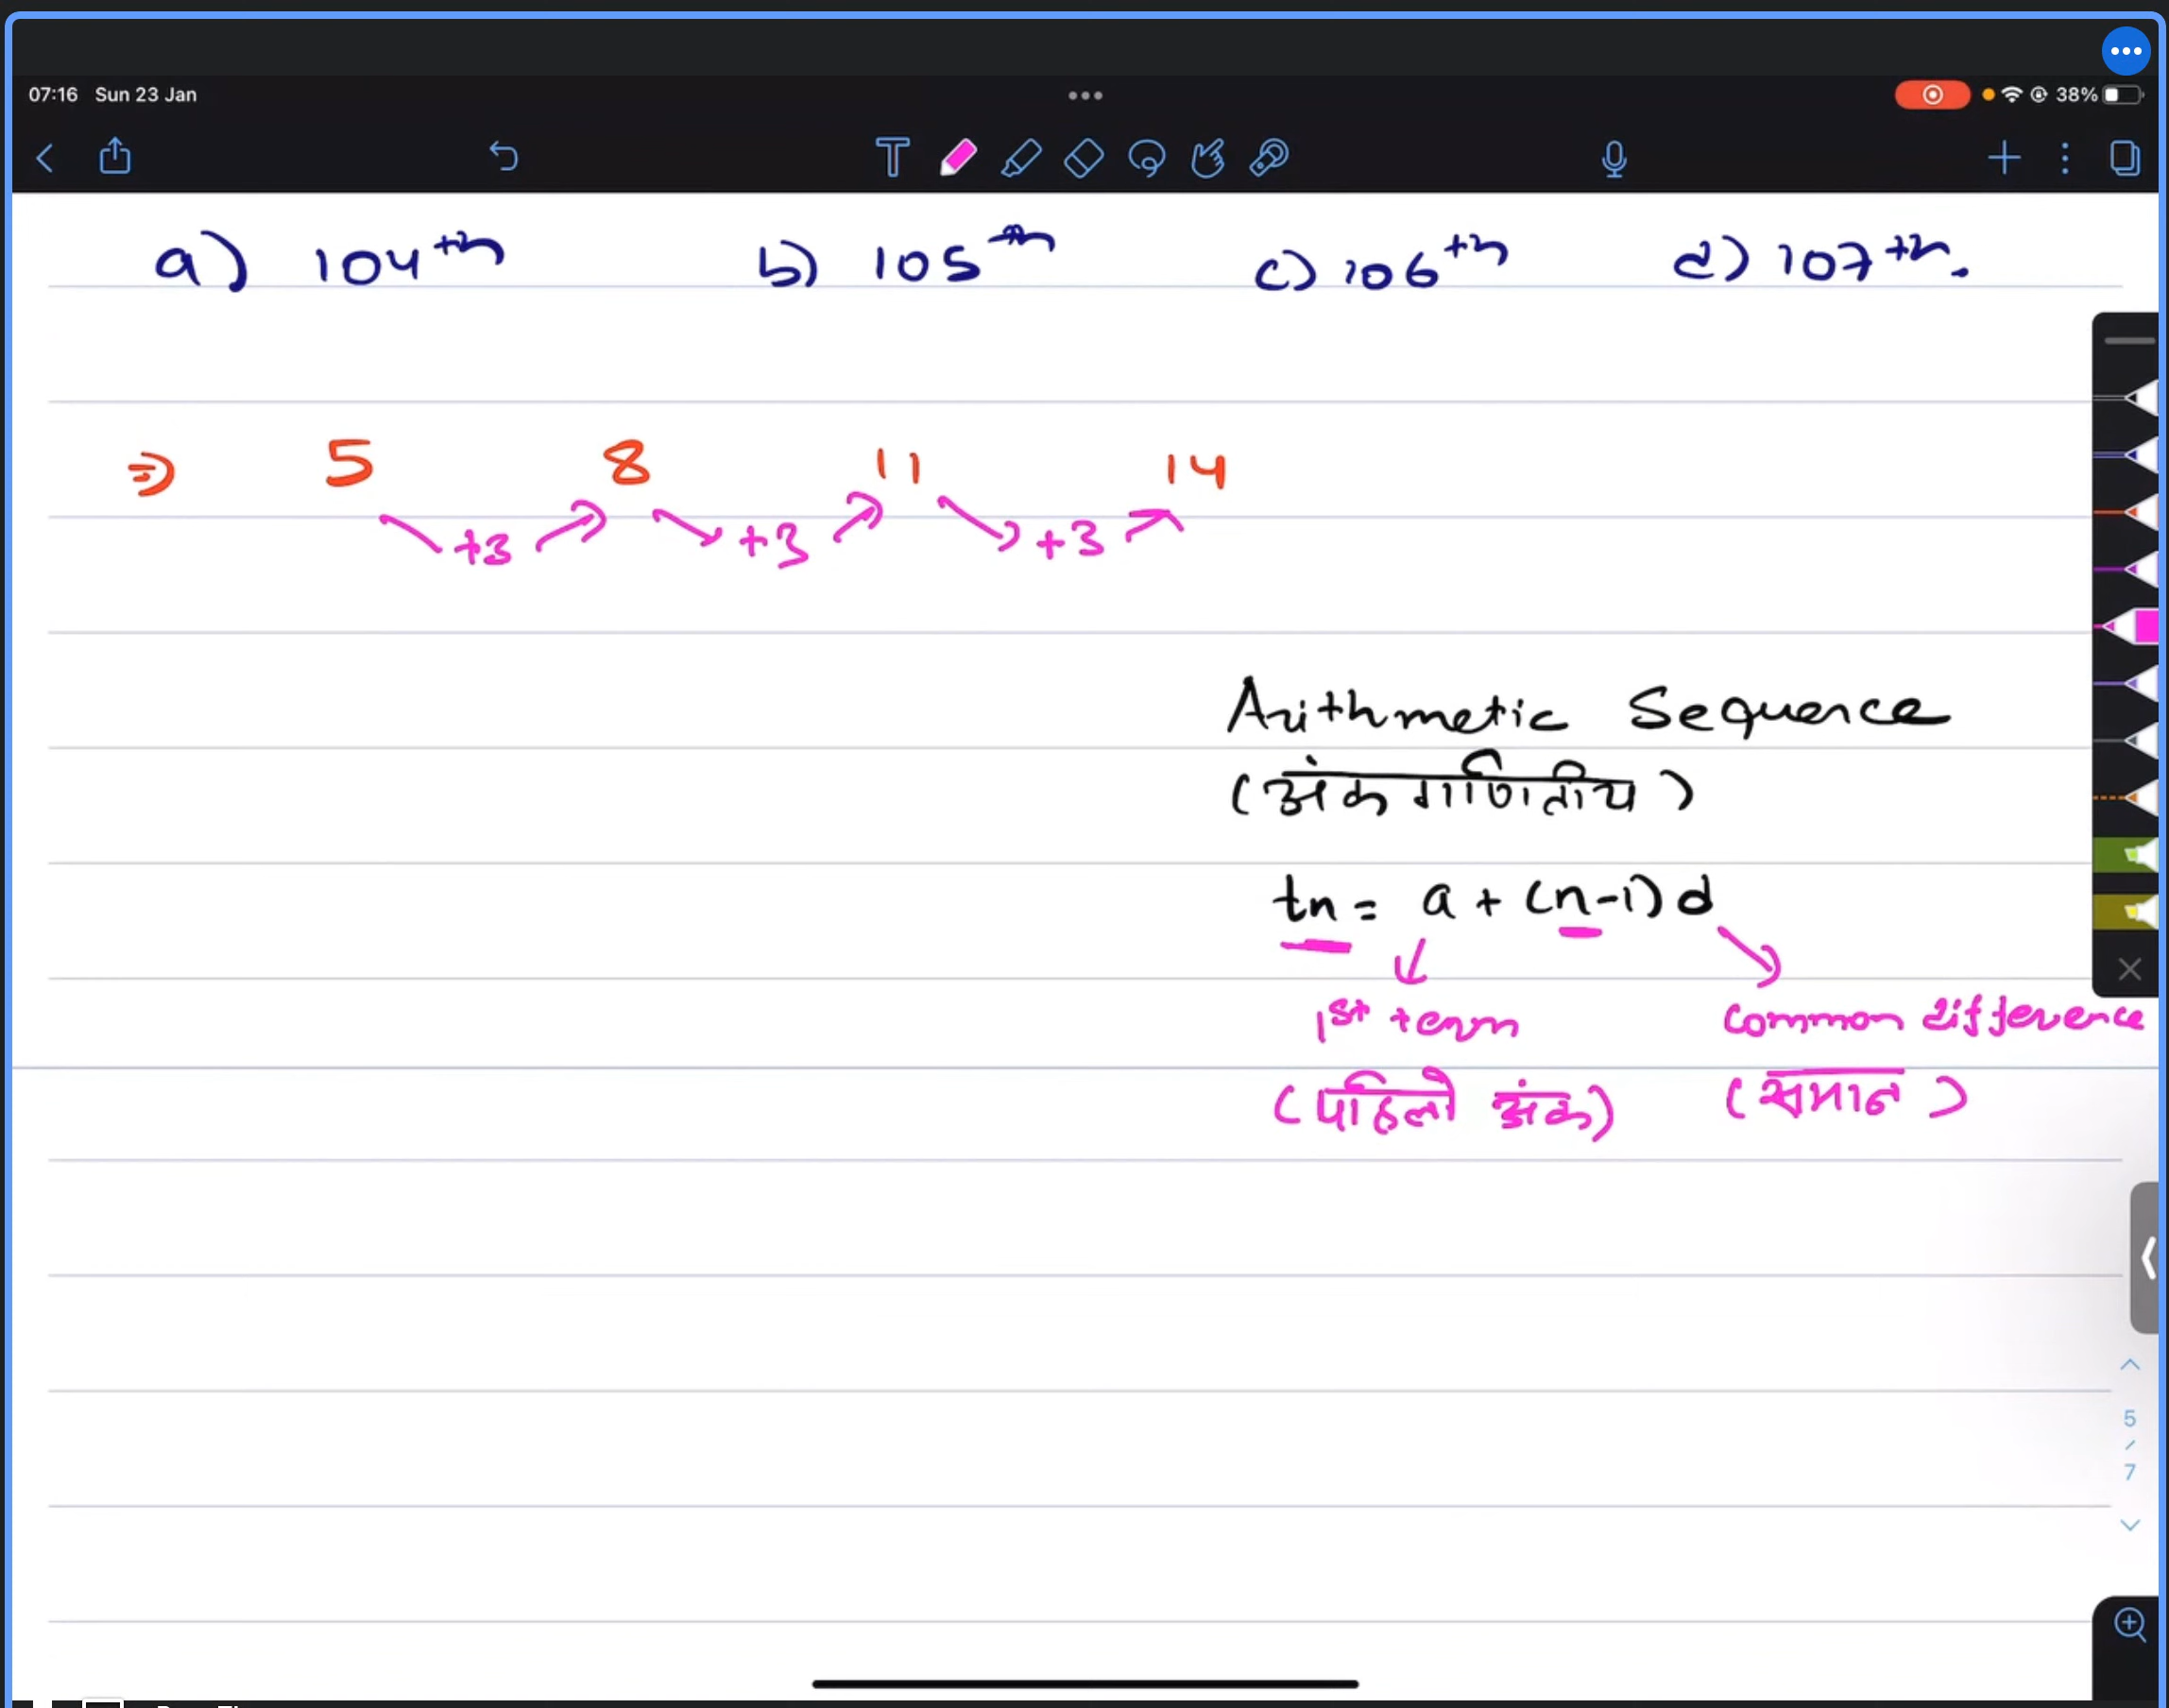 07:16 Sun 23 Jan
38%
a) 104th b) 105th c) 106th d) 107th.
⇒ 5 8 11 14
+3 +3 +3
Arithmetic Sequence
(अंकगणितीय)
tn = a + (n-1) d
1st term common difference
(पहिलो अंक) (समान)
5
/
7